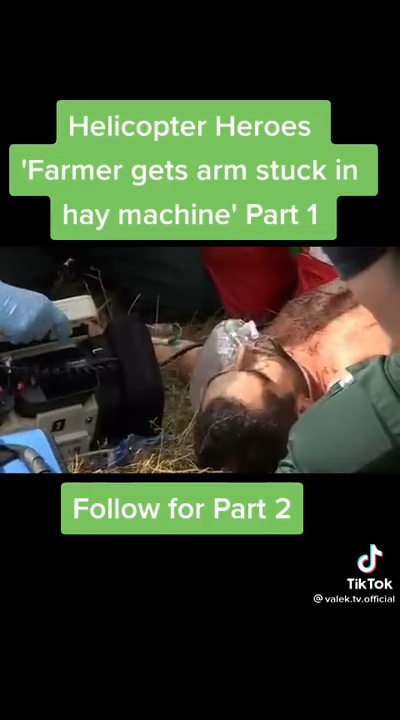 Helicopter Heroes
'Farmer gets arm stuck in
hay machine' Part 1
Follow for Part 2
TikTok
@valek.tv.official